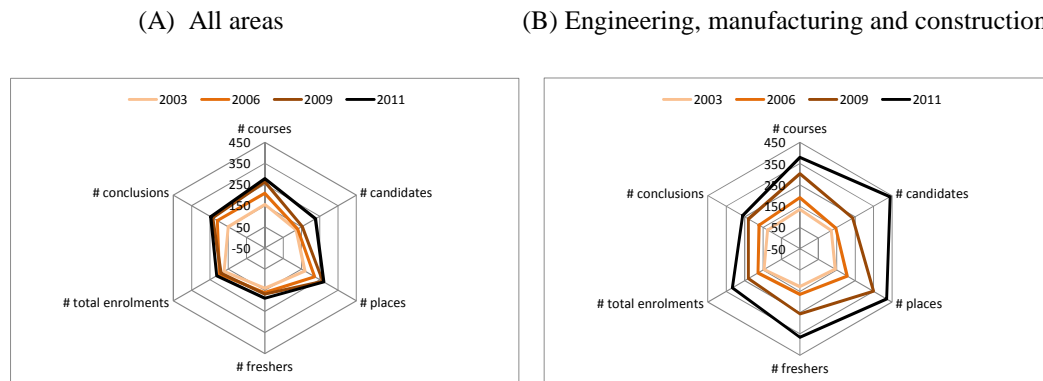 (A) All areas
(B) Engineering, manufacturing and construction
2003 2006 2009 2011
# courses
450
350
250
150
50
-50
# candidates
# places
# freshers
# total enrolments
# conclusions
2003 2006 2009 2011
# courses
450
350
250
150
50
-50
# candidates
# places
# freshers
# total enrolments
# conclusions